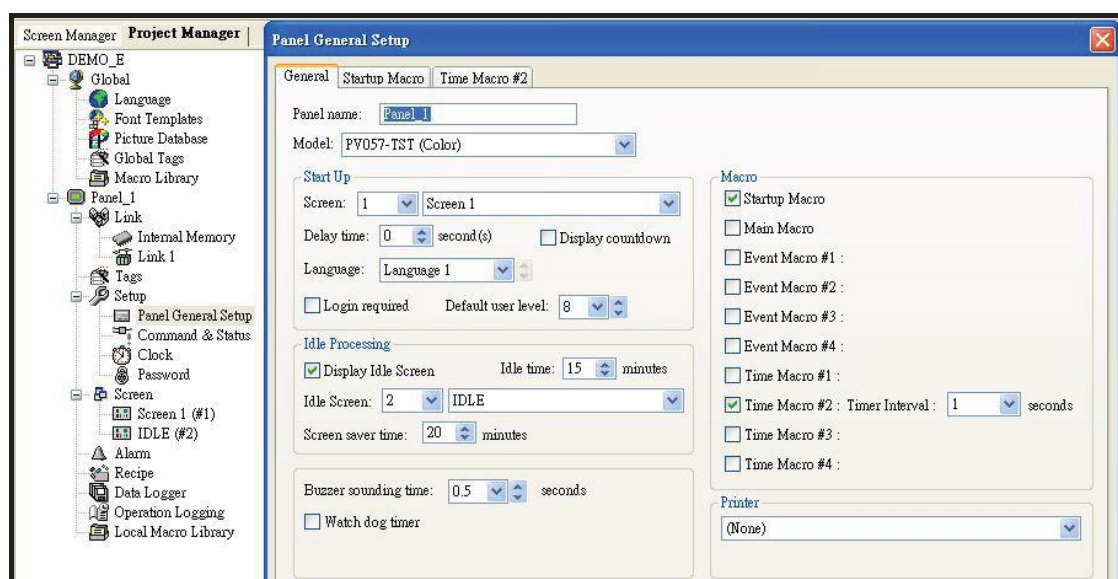 Screen Manager Project Manager
DEMO_E
Global
Language
Font Templates
Picture Database
Global Tags
Macro Library
Panel_1
Link
Internal Memory
Link 1
Tags
Setup
Panel General Setup
Command & Status
Clock
Password
Screen
Screen 1 (#1)
IDLE (#2)
Alarm
Recipe
Data Logger
Operation Logging
Local Macro Library
Panel General Setup
General Startup Macro Time Macro #2
Panel name: Panel_1
Model: PV057-TST (Color)
Start Up
Screen: 1 Screen 1
Delay time: 0 second(s) Display countdown
Language: Language 1
Login required Default user level: 8
Idle Processing
Display Idle Screen Idle time: 15 minutes
Idle Screen: 2 IDLE
Screen saver time: 20 minutes
Buzzer sounding time: 0.5 seconds
Watch dog timer
Macro
Startup Macro
Main Macro
Event Macro #1 :
Event Macro #2 :
Event Macro #3 :
Event Macro #4 :
Time Macro #1 :
Time Macro #2 : Timer Interval : 1 seconds
Time Macro #3 :
Time Macro #4 :
Printer
(None)